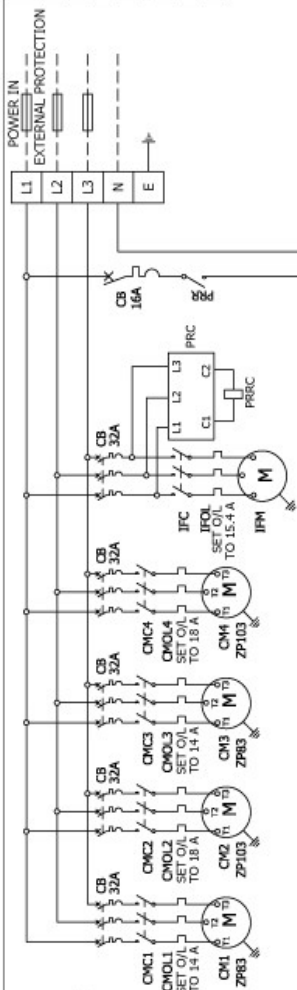 POWER IN
EXTERNAL PROTECTION
L1
L2
L3
N
E
CB
16A
PRR
PRC
L1
L2
L3
C1
C2
PRRC
CB
32A
IFC
IFOL
SET O/L
TO 15.4 A
IFM
M
CB
32A
CMC4
CMOL4
SET O/L
TO 18 A
CM4
ZP103
T1
T2
T3
M
CB
32A
CMC3
CMOL3
SET O/L
TO 14 A
CM3
ZP83
T1
T2
T3
M
CB
32A
CMC2
CMOL2
SET O/L
TO 18 A
CM2
ZP103
T1
T2
T3
M
CB
32A
CMC1
CMOL1
SET O/L
TO 14 A
CM1
ZP83
T1
T2
T3
M